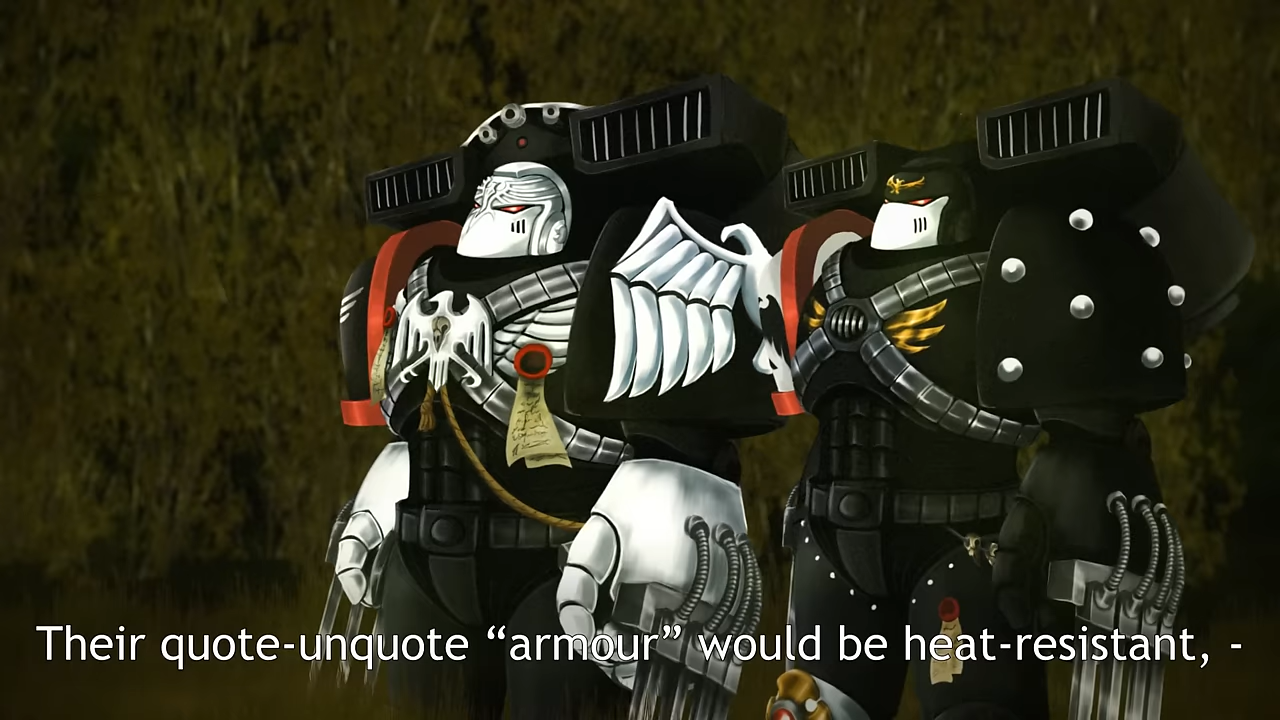 Their quote-unquote “armour” would be heat-resistant, -